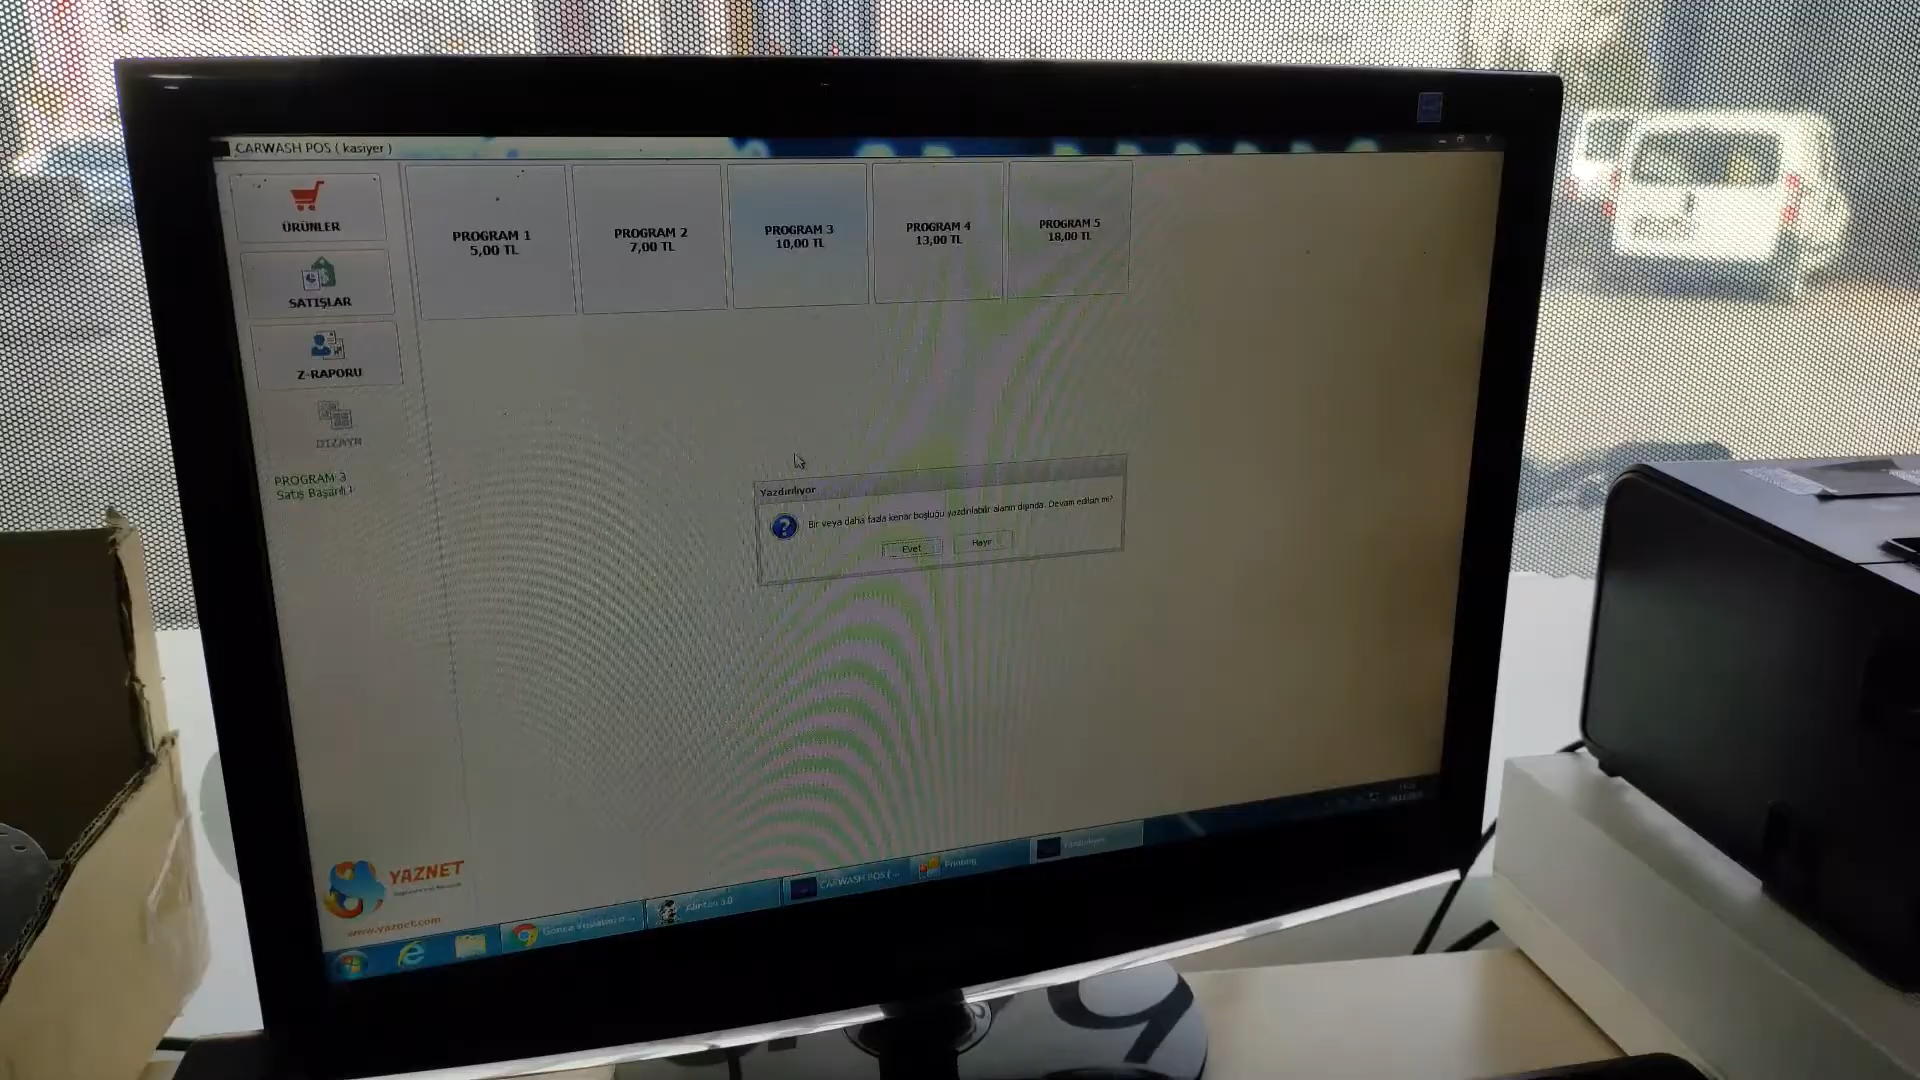 CARWASH POS ( kasiyer )
ÜRÜNLER
SATIŞLAR
Z-RAPORU
DİZAYN
PROGRAM 3
Satış Başarılı !
PROGRAM 1
5,00 TL
PROGRAM 2
7,00 TL
PROGRAM 3
10,00 TL
PROGRAM 4
13,00 TL
PROGRAM 5
18,00 TL
Yazdırılıyor
Bir veya daha fazla kenar boşluğu yazdırılabilir alanın dışında. Devam edilsin mi?
Evet
Hayır
YAZNET
www.yaznet.com
CARWASH POS ( ...
Printing
Yazdırılıyor